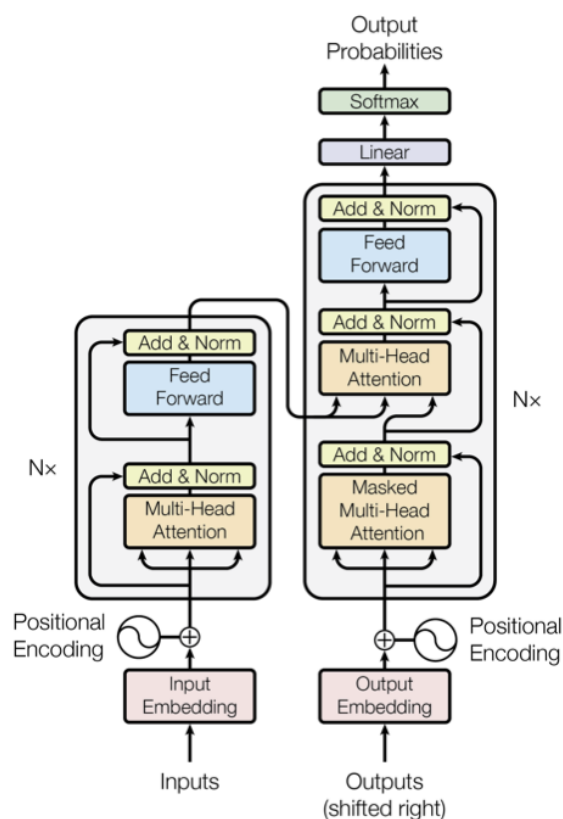 Output
Probabilities
Softmax
Linear
Add & Norm
Feed
Forward
Add & Norm
Multi-Head
Attention
N×
Add & Norm
Masked
Multi-Head
Attention
Add & Norm
Feed
Forward
N×
Add & Norm
Multi-Head
Attention
Positional
Encoding
Positional
Encoding
Input
Embedding
Output
Embedding
Inputs
Outputs
(shifted right)